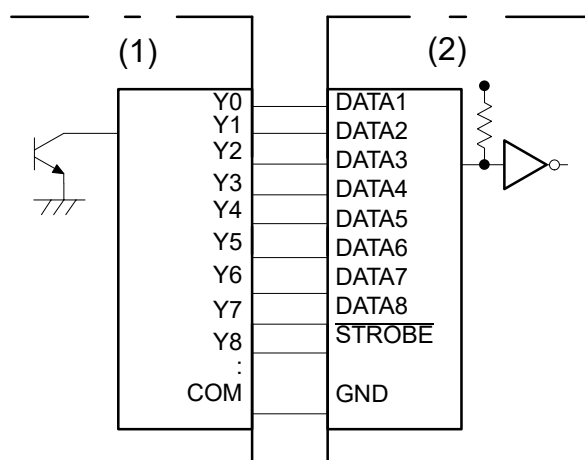 (1) (2)
Y0 DATA1
Y1 DATA2
Y2 DATA3
Y3 DATA4
Y4 DATA5
Y5 DATA6
Y6 DATA7
Y7 DATA8
Y8 STROBE
:
COM GND